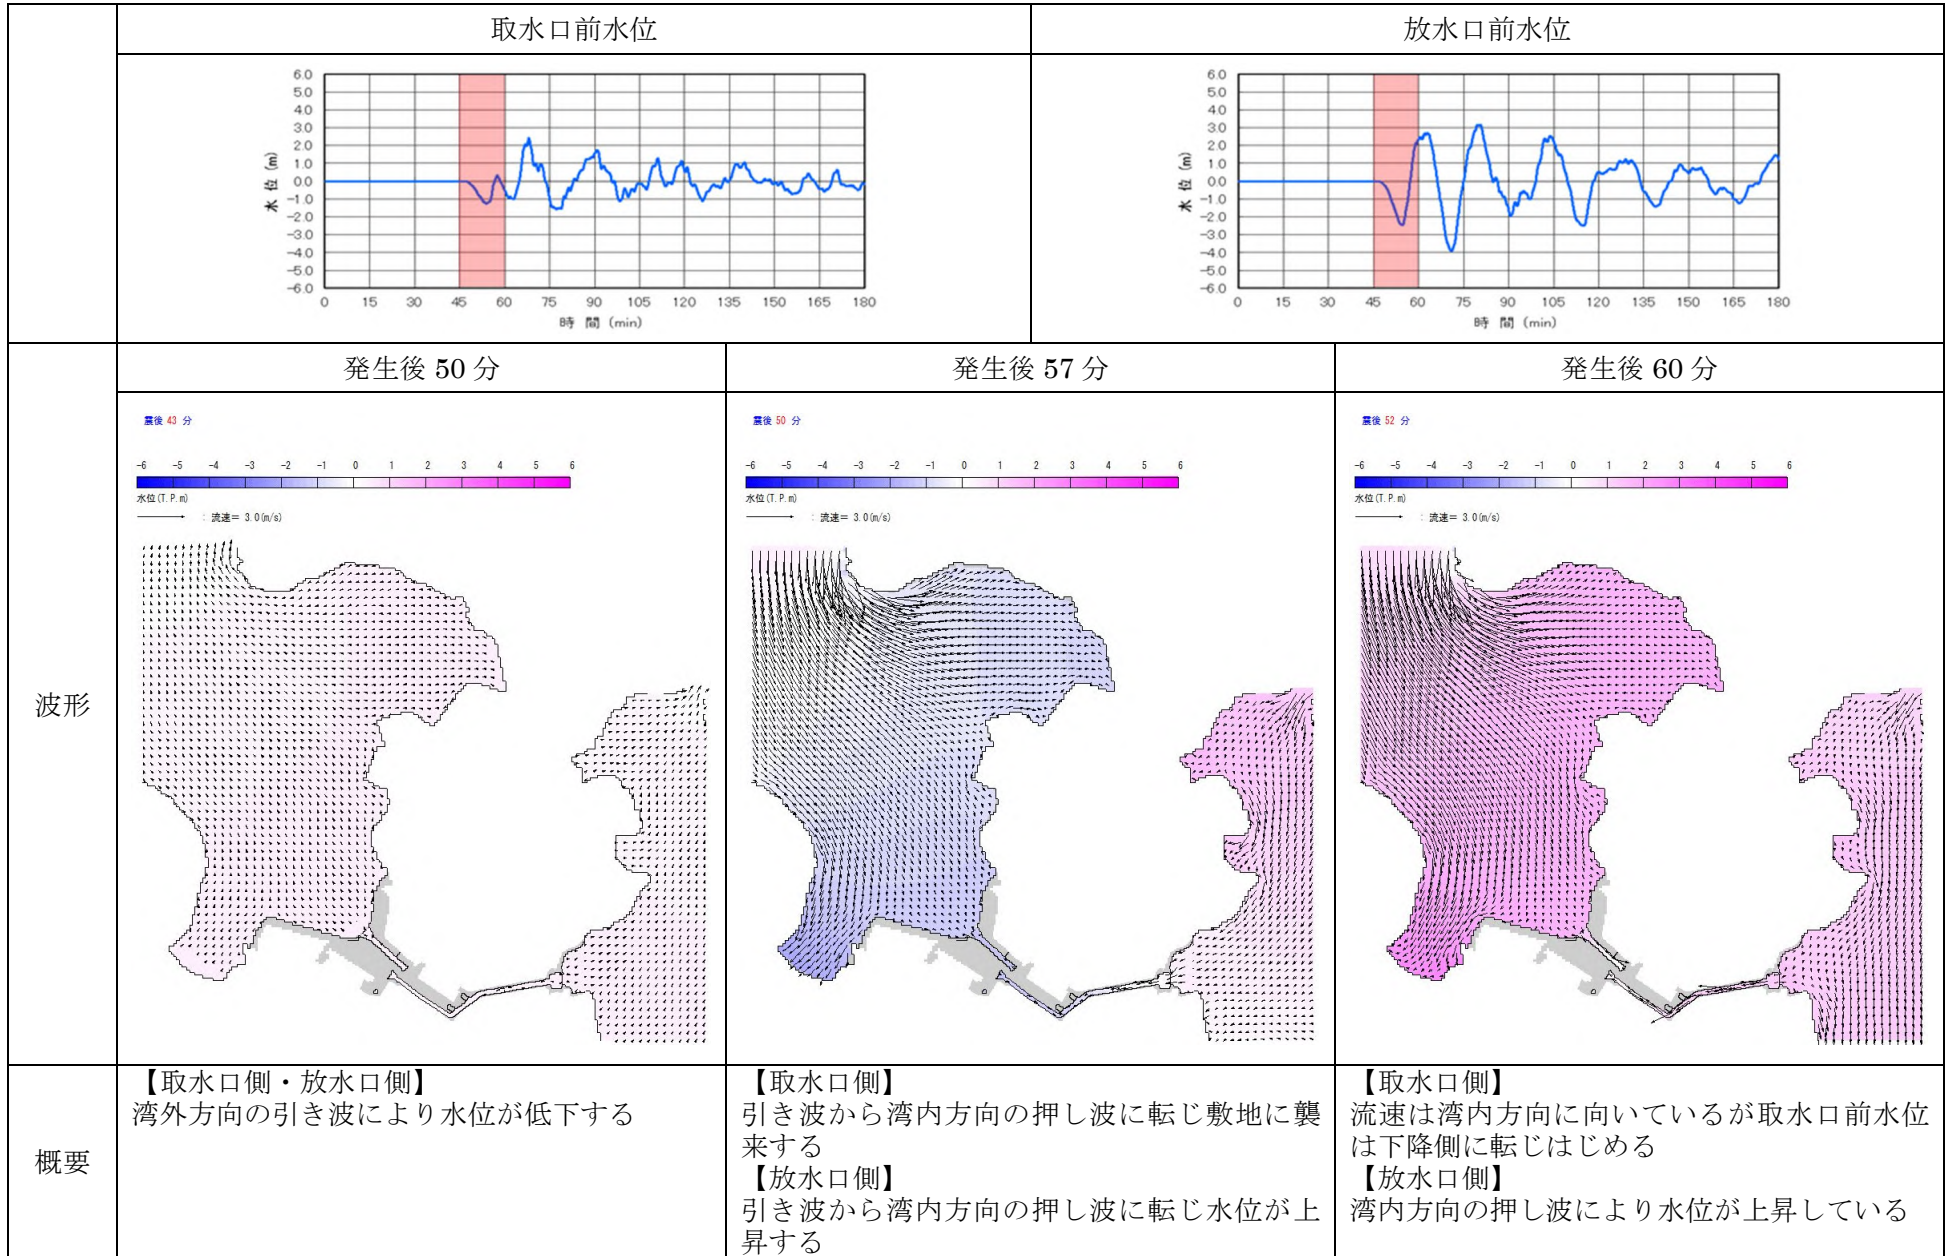 取水口前水位
放水口前水位
6.0
5.0
4.0
3.0
2.0
1.0
0.0
-1.0
-2.0
-3.0
-4.0
-5.0
-6.0
水 位 (m)
0 15 30 45 60 75 90 105 120 135 150 165 180
時 間 (min)
6.0
5.0
4.0
3.0
2.0
1.0
0.0
-1.0
-2.0
-3.0
-4.0
-5.0
-6.0
水 位 (m)
0 15 30 45 60 75 90 105 120 135 150 165 180
時 間 (min)
波形
発生後 50 分
発生後 57 分
発生後 60 分
震後 43 分
-6 -5 -4 -3 -2 -1 0 1 2 3 4 5 6
水位(T.P.m)
: 流速= 3.0(m/s)
震後 50 分
-6 -5 -4 -3 -2 -1 0 1 2 3 4 5 6
水位(T.P.m)
: 流速= 3.0(m/s)
震後 52 分
-6 -5 -4 -3 -2 -1 0 1 2 3 4 5 6
水位(T.P.m)
: 流速= 3.0(m/s)
概要
【取水口側・放水口側】
湾外方向の引き波により水位が低下する
【取水口側】
引き波から湾内方向の押し波に転じ敷地に襲
来する
【放水口側】
引き波から湾内方向の押し波に転じ水位が上
昇する
【取水口側】
流速は湾内方向に向いているが取水口前水位
は下降側に転じはじめる
【放水口側】
湾内方向の押し波により水位が上昇している